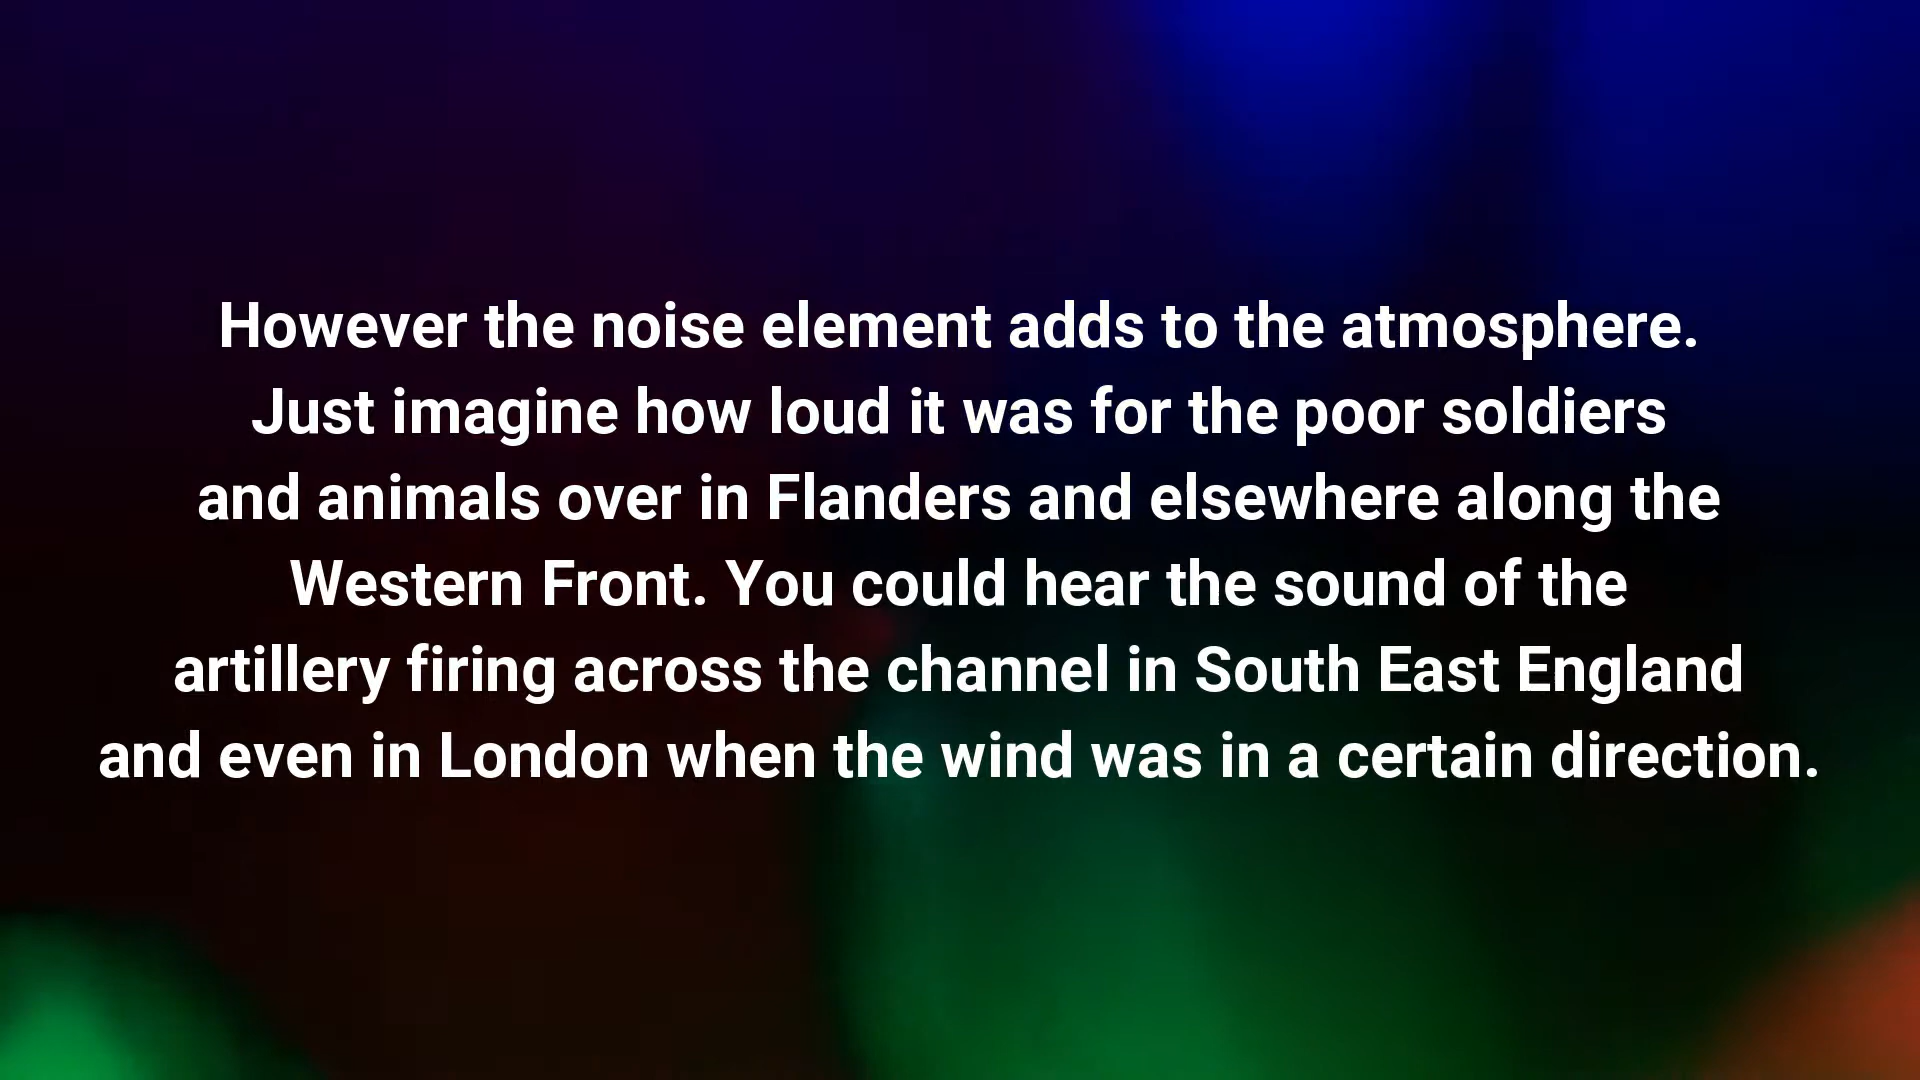 However the noise element adds to the atmosphere.
Just imagine how loud it was for the poor soldiers
and animals over in Flanders and elsewhere along the
Western Front. You could hear the sound of the
artillery firing across the channel in South East England
and even in London when the wind was in a certain direction.